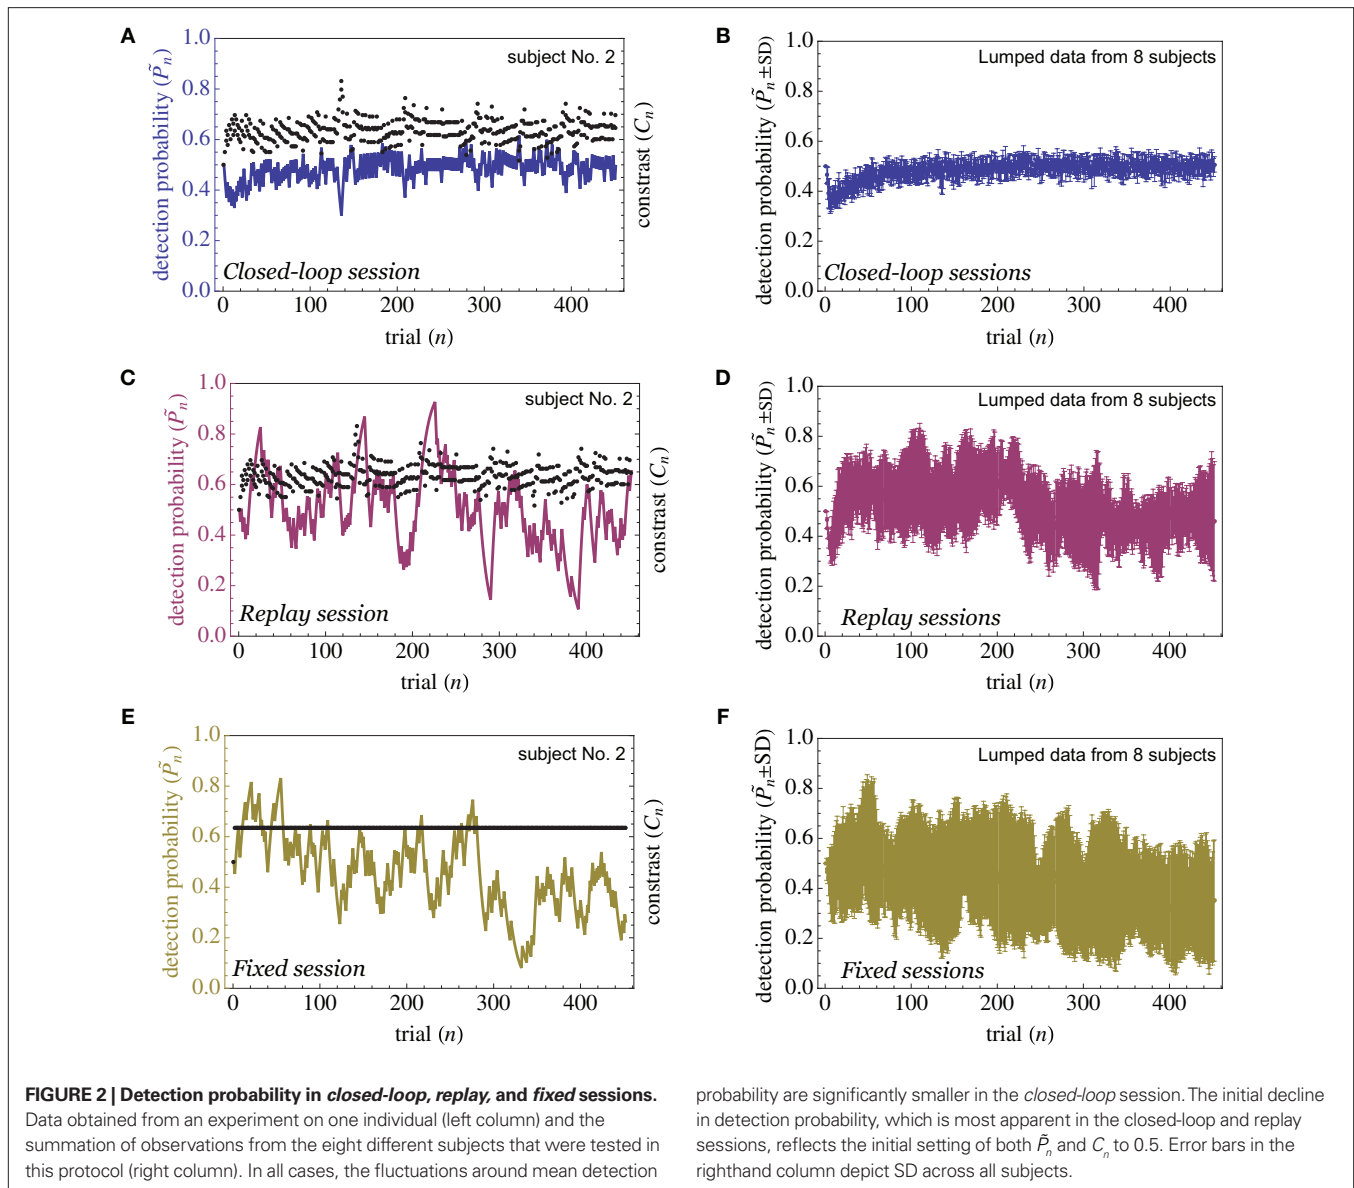 A
1.0
0.8
0.6
0.4
0.2
0.0
detection probability (P̃n)
subject No. 2
constrast (Cn)
Closed-loop session
0 100 200 300 400
trial (n)
B
1.0
0.8
0.6
0.4
0.2
0.0
detection probability (P̃n±SD)
Lumped data from 8 subjects
Closed-loop sessions
0 100 200 300 400
trial (n)
C
1.0
0.8
0.6
0.4
0.2
0.0
detection probability (P̃n)
subject No. 2
constrast (Cn)
Replay session
0 100 200 300 400
trial (n)
D
1.0
0.8
0.6
0.4
0.2
0.0
detection probability (P̃n±SD)
Lumped data from 8 subjects
Replay sessions
0 100 200 300 400
trial (n)
E
1.0
0.8
0.6
0.4
0.2
0.0
detection probability (P̃n)
subject No. 2
constrast (Cn)
Fixed session
0 100 200 300 400
trial (n)
F
1.0
0.8
0.6
0.4
0.2
0.0
detection probability (P̃n±SD)
Lumped data from 8 subjects
Fixed sessions
0 100 200 300 400
trial (n)
FIGURE 2 | Detection probability in closed-loop, replay, and fixed sessions.
Data obtained from an experiment on one individual (left column) and the
summation of observations from the eight different subjects that were tested in
this protocol (right column). In all cases, the fluctuations around mean detection
probability are significantly smaller in the closed-loop session. The initial decline
in detection probability, which is most apparent in the closed-loop and replay
sessions, reflects the initial setting of both P̃n and Cn to 0.5. Error bars in the
righthand column depict SD across all subjects.